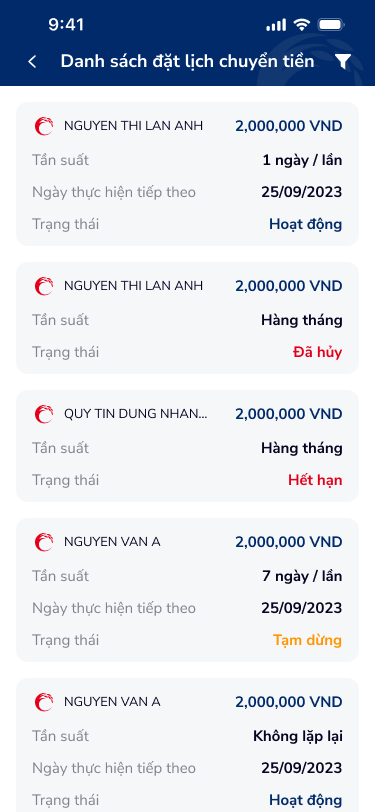 9:41
Danh sách đặt lịch chuyển tiền
NGUYEN THI LAN ANH 2,000,000 VND
Tần suất 1 ngày / lần
Ngày thực hiện tiếp theo 25/09/2023
Trạng thái Hoạt động
NGUYEN THI LAN ANH 2,000,000 VND
Tần suất Hàng tháng
Trạng thái Đã hủy
QUY TIN DUNG NHAN... 2,000,000 VND
Tần suất Hàng tháng
Trạng thái Hết hạn
NGUYEN VAN A 2,000,000 VND
Tần suất 7 ngày / lần
Ngày thực hiện tiếp theo 25/09/2023
Trạng thái Tạm dừng
NGUYEN VAN A 2,000,000 VND
Tần suất Không lặp lại
Ngày thực hiện tiếp theo 25/09/2023
Trạng thái Hoạt động